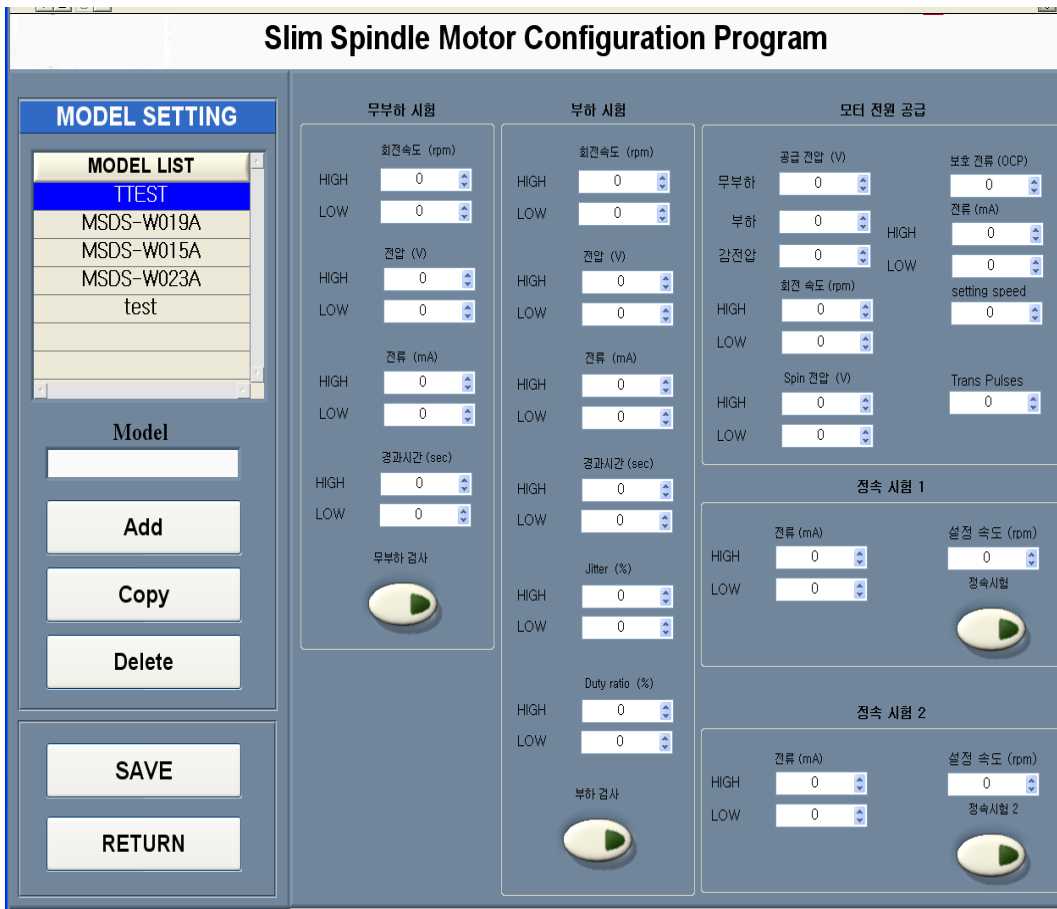 Slim Spindle Motor Configuration Program
MODEL SETTING
MODEL LIST
TTEST
MSDS-W019A
MSDS-W015A
MSDS-W023A
test
Model
Add
Copy
Delete
SAVE
RETURN
무부하 시험
회전속도 (rpm)
HIGH 0
LOW 0
전압 (V)
HIGH 0
LOW 0
전류 (mA)
HIGH 0
LOW 0
경과시간 (sec)
HIGH 0
LOW 0
무부하 검사
부하 시험
회전속도 (rpm)
HIGH 0
LOW 0
전압 (V)
HIGH 0
LOW 0
전류 (mA)
HIGH 0
LOW 0
경과시간 (sec)
HIGH 0
LOW 0
Jitter (%)
HIGH 0
LOW 0
Duty ratio (%)
HIGH 0
LOW 0
부하 검사
모터 전원 공급
공급 전압 (V)
무부하 0
부하 0
감전압 0
회전 속도 (rpm)
HIGH 0
LOW 0
Spin 전압 (V)
HIGH 0
LOW 0
보호 전류 (OCP)
0
전류 (mA)
HIGH 0
LOW 0
setting speed
0
Trans Pulses
0
정속 시험 1
전류 (mA)
HIGH 0
LOW 0
설정 속도 (rpm)
0
정속시험
정속 시험 2
전류 (mA)
HIGH 0
LOW 0
설정 속도 (rpm)
0
정속시험 2